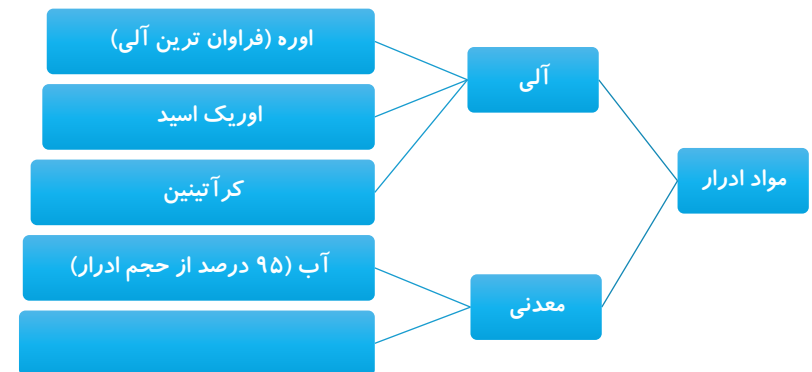 مواد ادرار
آلی
اوره (فراوان ترین آلی)
اوریک اسید
کرآتینین
معدنی
آب (۹۵ درصد از حجم ادرار)